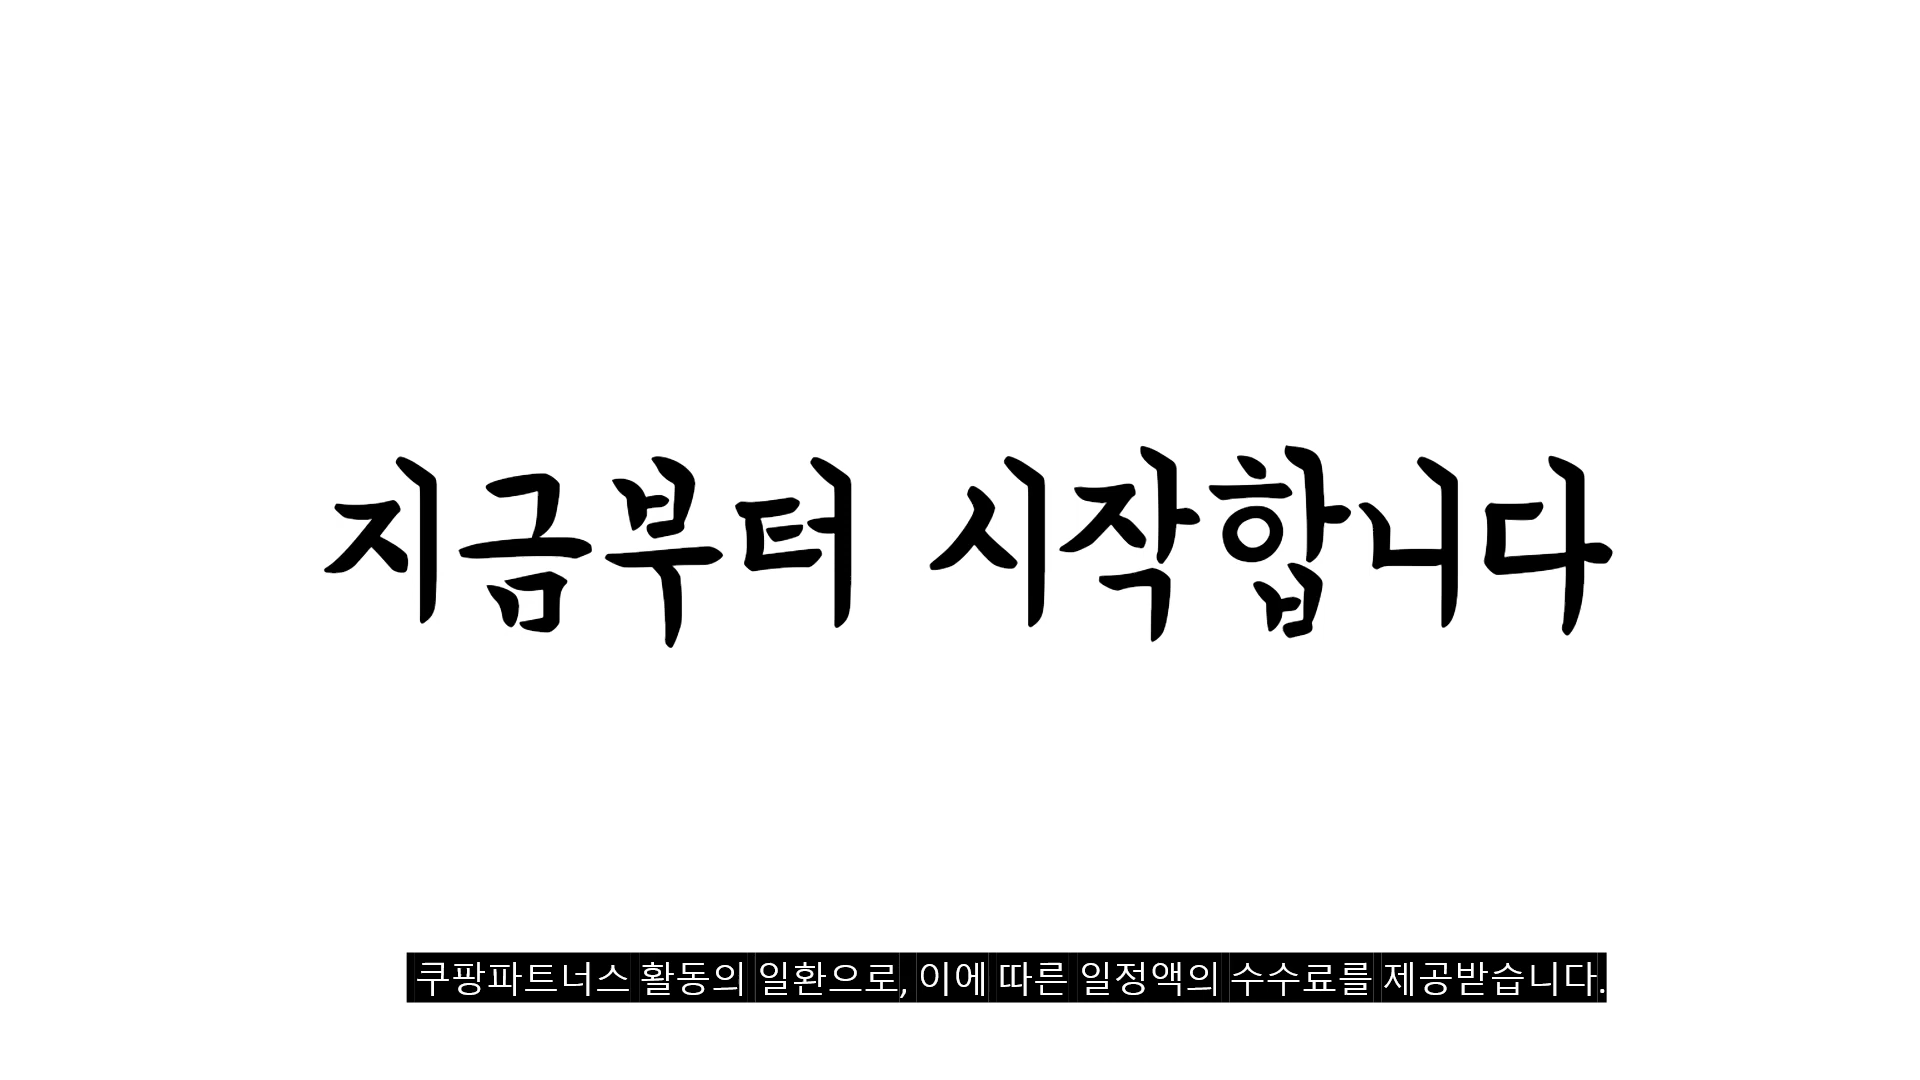 지금부터 시작합니다
쿠팡파트너스 활동의 일환으로, 이에 따른 일정액의 수수료를 제공받습니다.